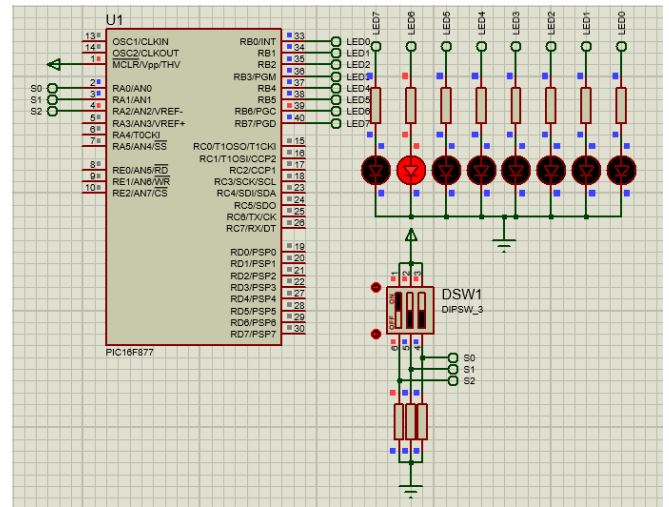 U1
13 OSC1/CLKIN RB0/INT 33 LED0
14 OSC2/CLKOUT RB1 34 LED1
1 MCLR/Vpp/THV RB2 35 LED2
RB3/PGM 36 LED3
S0 2 RA0/AN0 RB4 37 LED4
S1 3 RA1/AN1 RB5 38 LED5
S2 4 RA2/AN2/VREF- RB6/PGC 39 LED6
5 RA3/AN3/VREF+ RB7/PGD 40 LED7
6 RA4/T0CKI
7 RA5/AN4/SS RC0/T1OSO/T1CKI 15
RC1/T1OSI/CCP2 16
8 RE0/AN5/RD RC2/CCP1 17
9 RE1/AN6/WR RC3/SCK/SCL 18
10 RE2/AN7/CS RC4/SDI/SDA 23
RC5/SDO 24
RC6/TX/CK 25
RC7/RX/DT 26
RD0/PSP0 19
RD1/PSP1 20
RD2/PSP2 21
RD3/PSP3 22
RD4/PSP4 27
RD5/PSP5 28
RD6/PSP6 29
RD7/PSP7 30
PIC16F877
LED7
LED6
LED5
LED4
LED3
LED2
LED1
LED0
1 2 3
ON
OFF
DSW1
DIPSW_3
6 5 4
S0
S1
S2